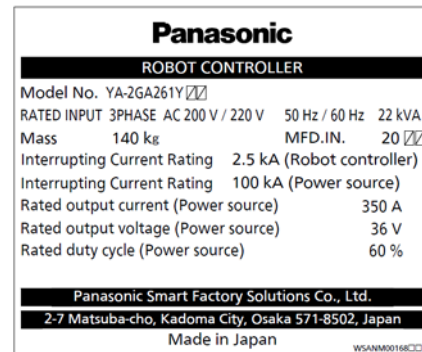 Panasonic
ROBOT CONTROLLER
Model No. YA-2GA261Y〼〼
RATED INPUT 3PHASE AC 200 V / 220 V 50 Hz / 60 Hz 22 kVA
Mass 140 kg MFD.IN. 20〼〼
Interrupting Current Rating 2.5 kA (Robot controller)
Interrupting Current Rating 100 kA (Power source)
Rated output current (Power source) 350 A
Rated output voltage (Power source) 36 V
Rated duty cycle (Power source) 60 %
Panasonic Smart Factory Solutions Co., Ltd.
2-7 Matsuba-cho, Kadoma City, Osaka 571-8502, Japan
Made in Japan
WSANM00168□□